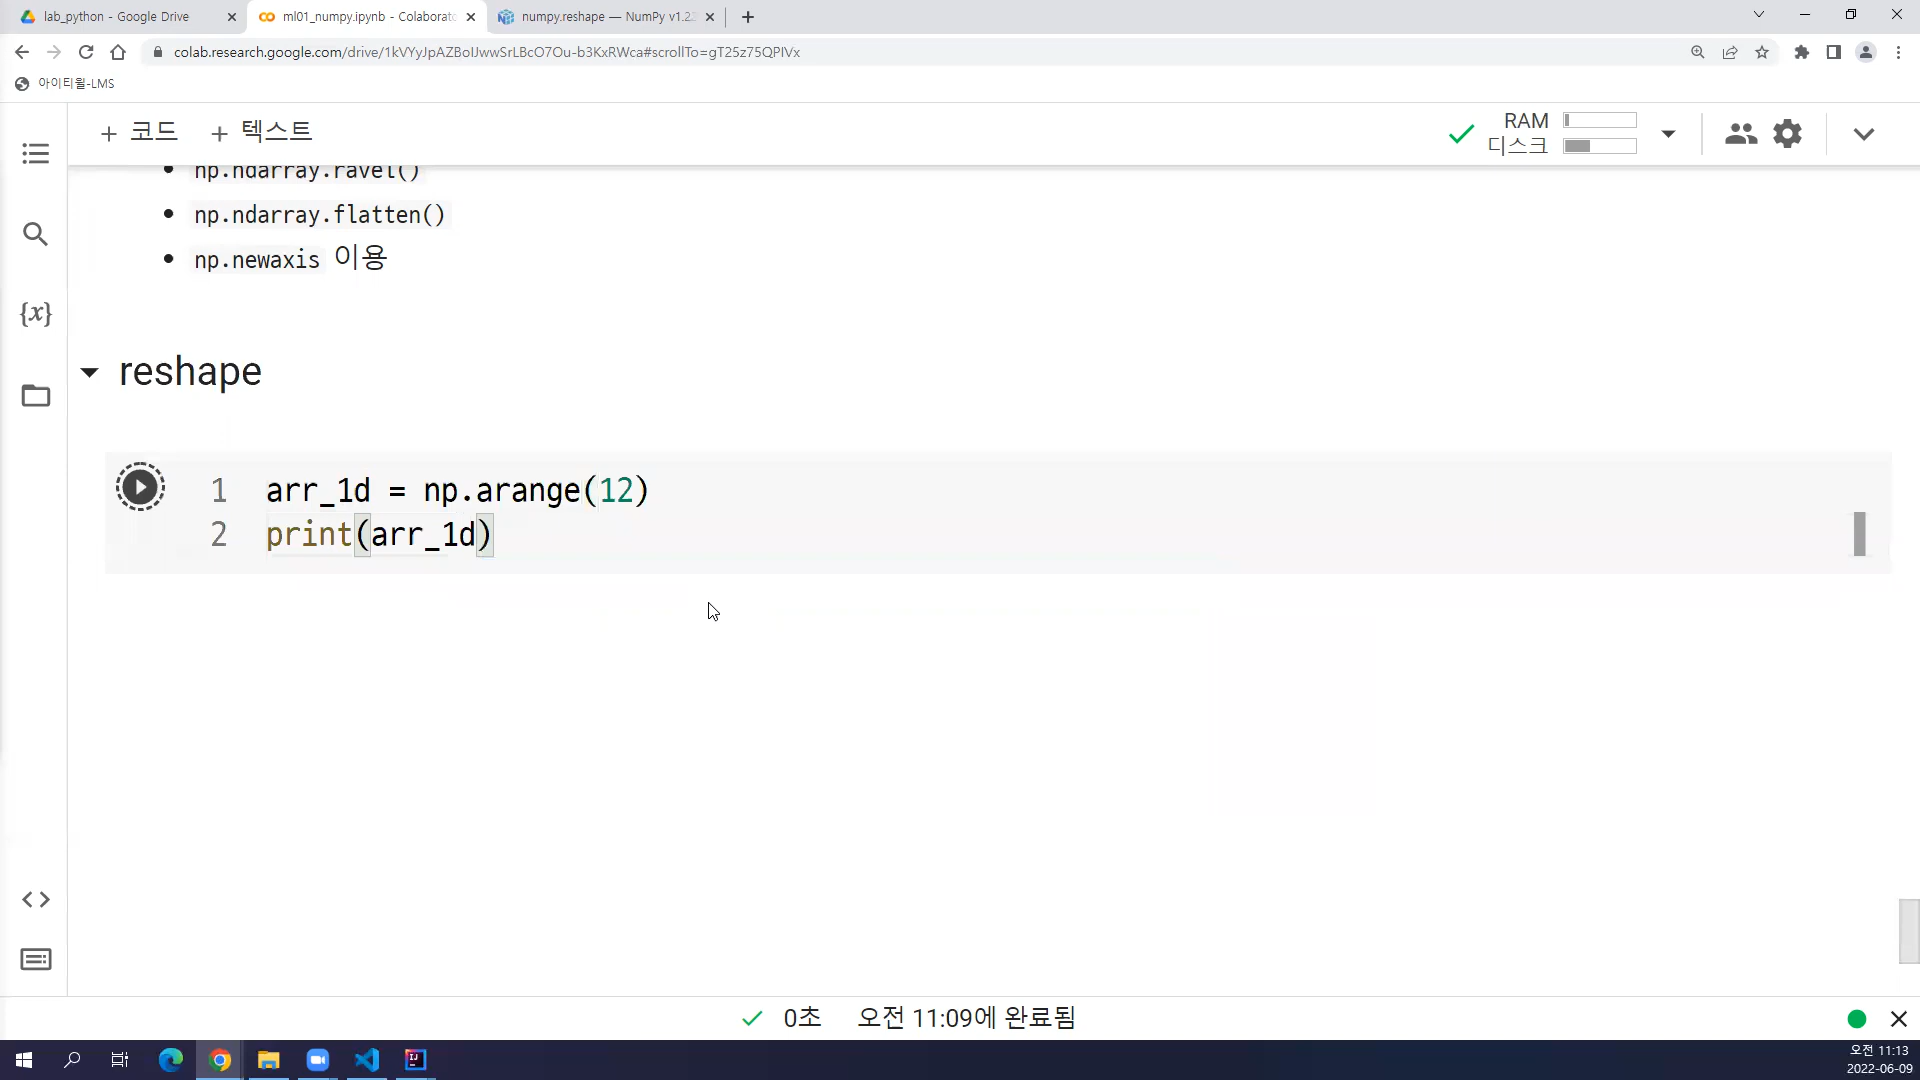 lab_python - Google Drive
ml01_numpy.ipynb - Colaborato
numpy.reshape — NumPy v1.2
colab.research.google.com/drive/1kVYyJpAZBoIJwwSrLBcO7Ou-b3KxRWca#scrollTo=gT25z75QPIVx
아이티윌-LMS
+ 코드 + 텍스트
RAM
디스크
np.ndarray.ravel()
np.ndarray.flatten()
np.newaxis 이용
{x}
reshape
1 arr_1d = np.arange(12)
2 print(arr_1d)
0초 오전 11:09에 완료됨
오전 11:13
2022-06-09